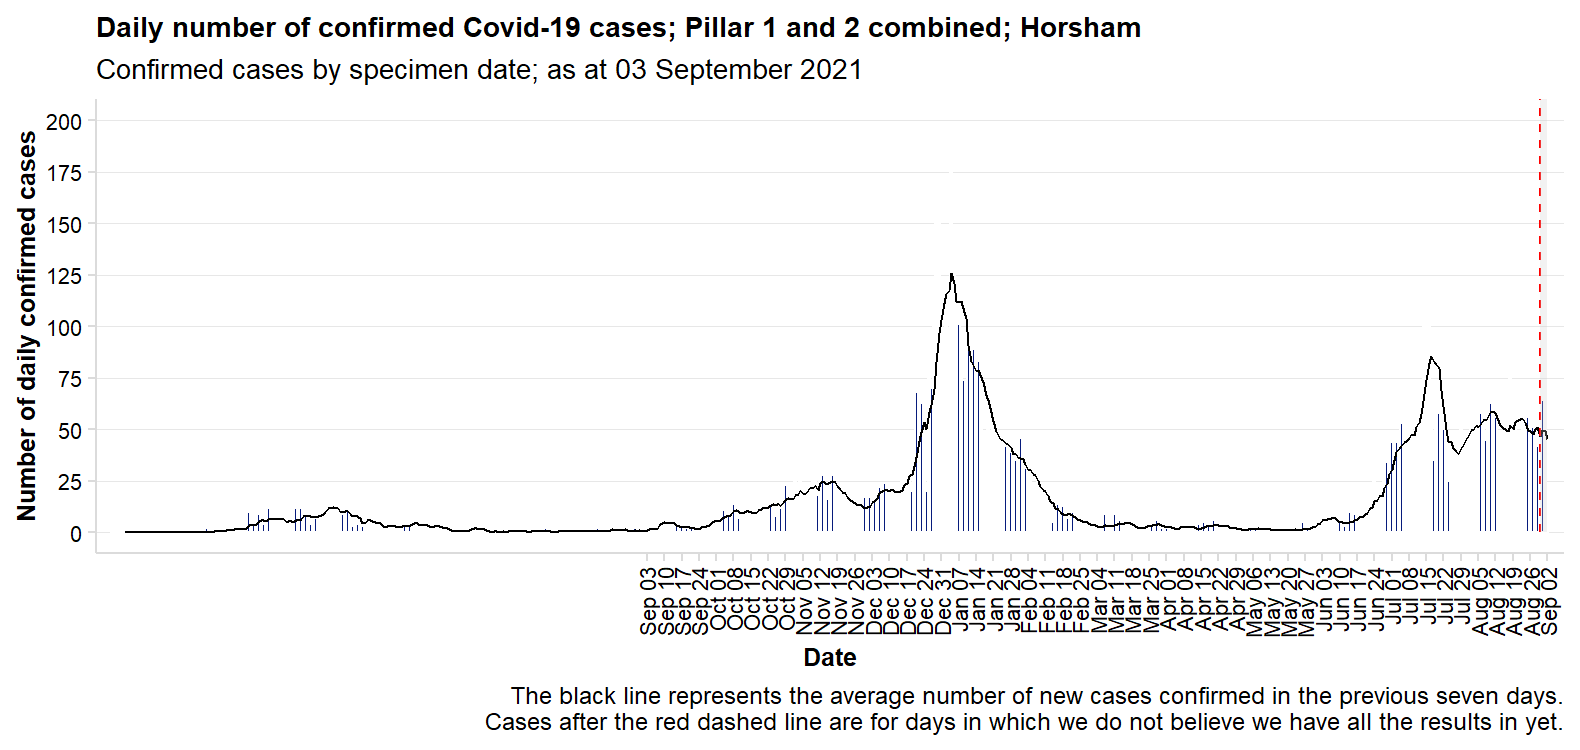 Daily number of confirmed Covid-19 cases; Pillar 1 and 2 combined; Horsham
Confirmed cases by specimen date; as at 03 September 2021
Number of daily confirmed cases
200
175
150
125
100
75
50
25
0
Sep 03
Sep 10
Sep 17
Sep 24
Oct 01
Oct 08
Oct 15
Oct 22
Oct 29
Nov 05
Nov 12
Nov 19
Nov 26
Dec 03
Dec 10
Dec 17
Dec 24
Dec 31
Jan 07
Jan 14
Jan 21
Jan 28
Feb 04
Feb 11
Feb 18
Feb 25
Mar 04
Mar 11
Mar 18
Mar 25
Apr 01
Apr 08
Apr 15
Apr 22
Apr 29
May 06
May 13
May 20
May 27
Jun 03
Jun 10
Jun 17
Jun 24
Jul 01
Jul 08
Jul 15
Jul 22
Jul 29
Aug 05
Aug 12
Aug 19
Aug 26
Sep 02
Date
The black line represents the average number of new cases confirmed in the previous seven days.
Cases after the red dashed line are for days in which we do not believe we have all the results in yet.